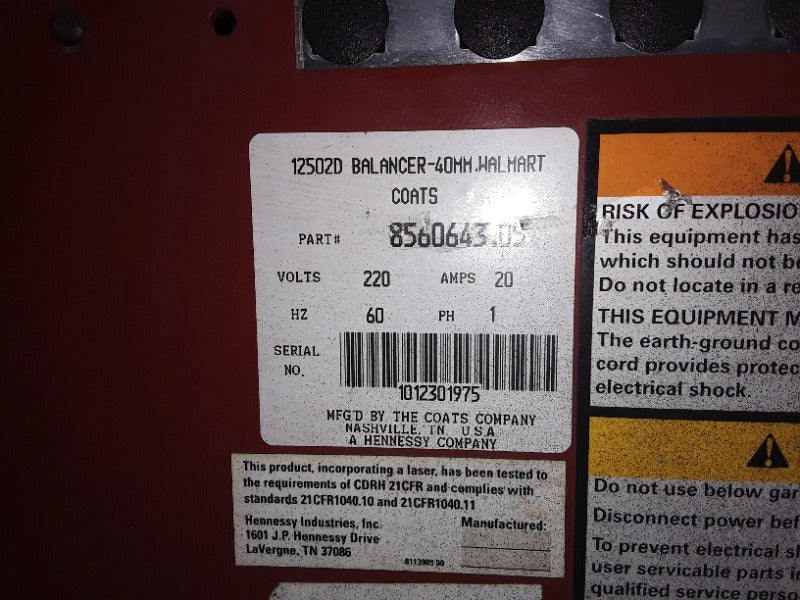 12502D BALANCER-40MM.WALMART
COATS
PART# 8560643.05
VOLTS 220 AMPS 20
HZ 60 PH 1
SERIAL
NO.
1012301975
MFG'D BY THE COATS COMPANY
NASHVILLE, TN U.S.A
A HENNESSY COMPANY
This product, incorporating a laser, has been tested to
the requirements of CDRH 21CFR and complies with
standards 21CFR1040.10 and 21CFR1040.11
Hennessy Industries, Inc.
1601 J.P. Hennessy Drive
LaVergne, TN 37086
Manufactured:
RISK OF EXPLOSIO
This equipment has
which should not be
Do not locate in a re
THIS EQUIPMENT M
The earth-ground co
cord provides protec
electrical shock.
Do not use below gar
Disconnect power bef
To prevent electrical s
user servicable parts i
qualified service perso